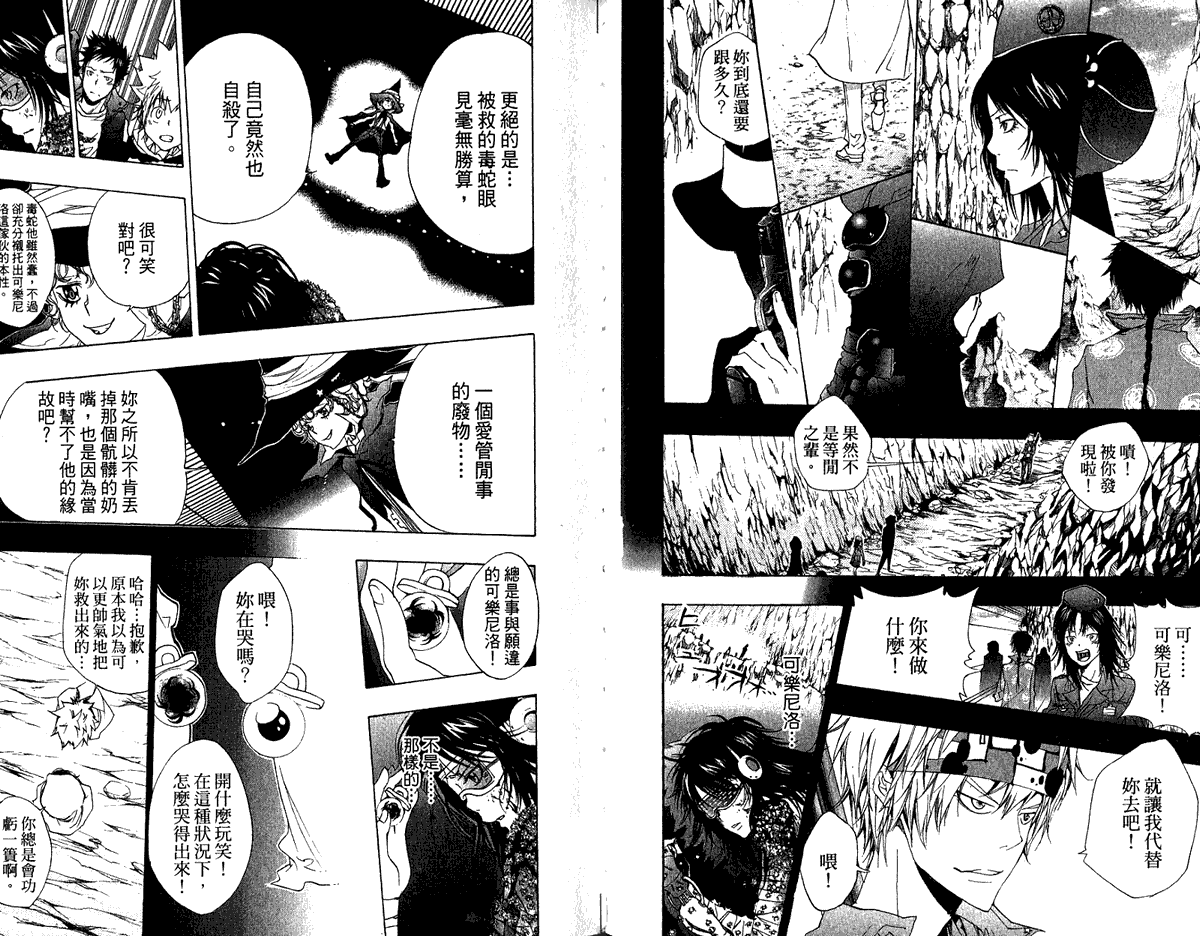 妳到底還要
跟多久？
嘖！
被你發
現啦！
果然不
是等閒
之輩。
可……
可樂尼洛！
你來做
什麼！
就讓我代替
妳去吧！
喂！
可樂尼洛…
更絕的是…
被救的毒蛇眼
見毫無勝算，
自己竟然也
自殺了。
很可笑
對吧？
毒蛇他雖然蠢，不過
卻充分襯托出可樂尼
洛這傢伙的本性。
一個愛管閒事
的廢物……
妳之所以不肯丟
掉那個骯髒的奶
嘴，也是因為當
時幫不了他的緣
故吧？
總是事與願違
的可樂尼洛！
不是……
那樣的…
喂！
妳在哭嗎？
開什麼玩笑！
在這種狀況下，
怎麼哭得出來！
哈哈…抱歉，
原本我以為可
以更帥氣地把
妳救出來的…
你總是會功
虧一簣啊。